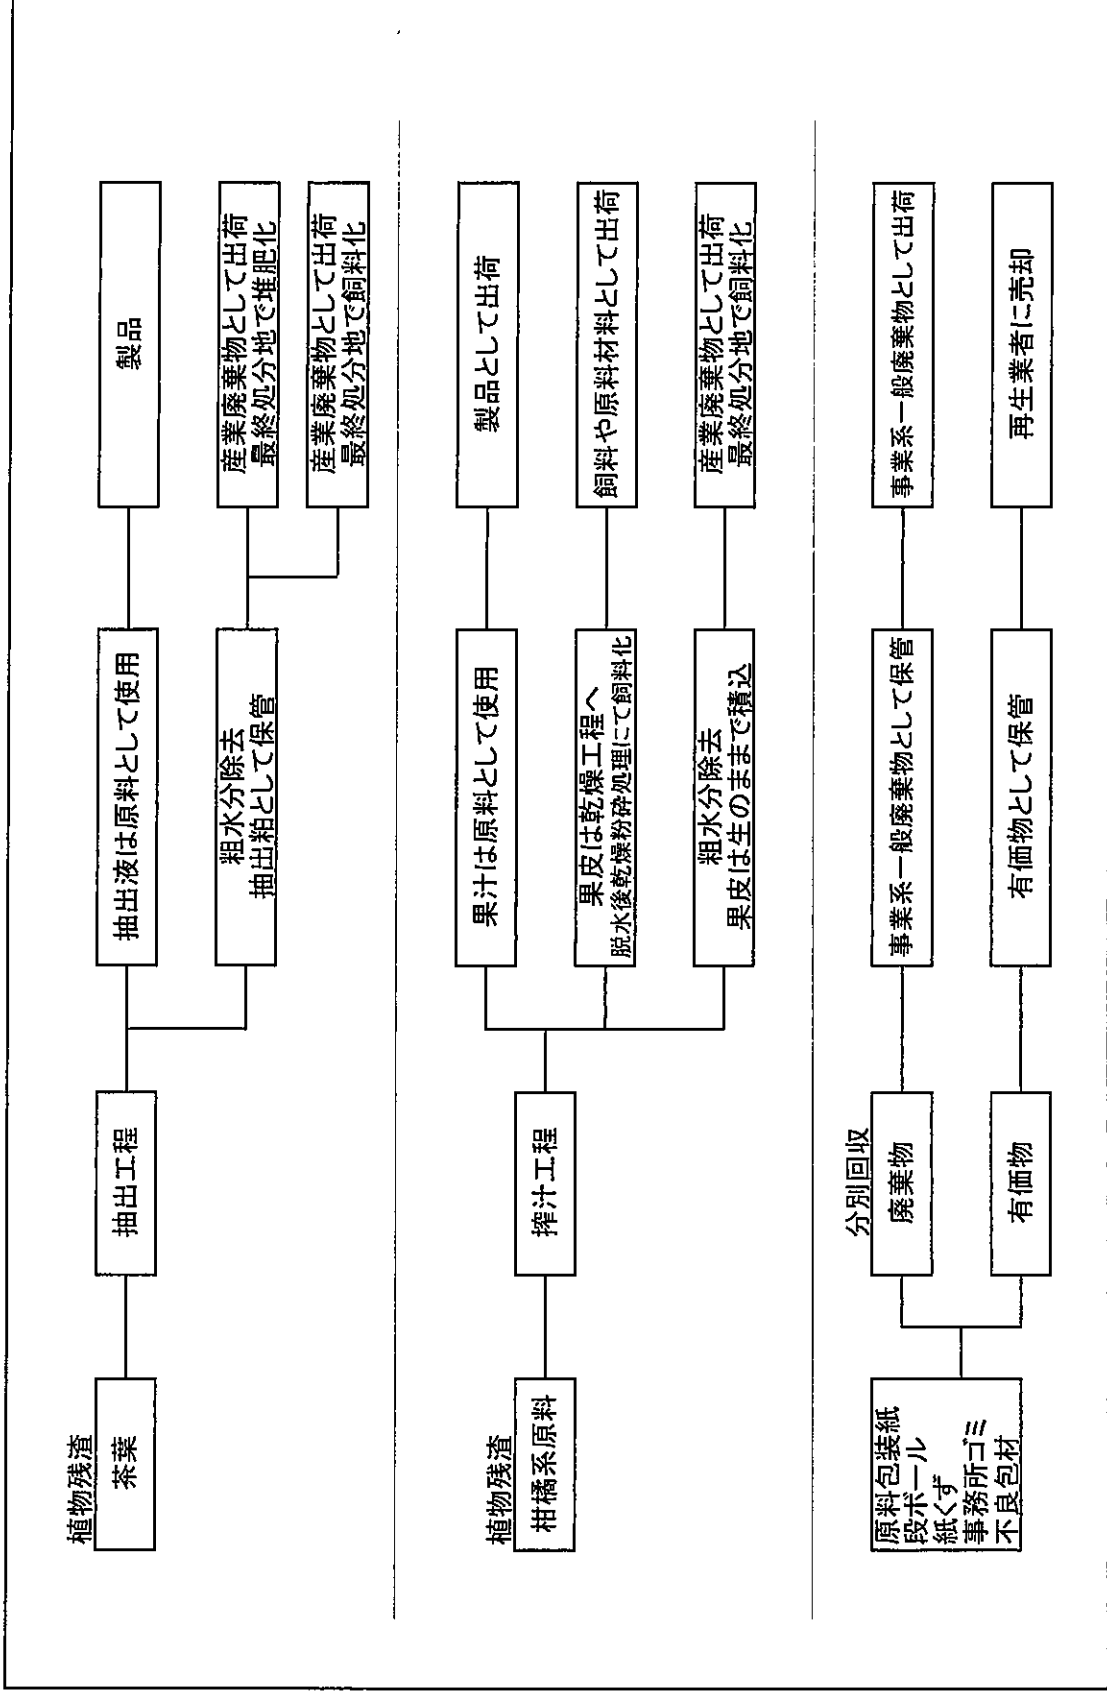 植物残渣
茶葉
抽出工程
抽出液は原料として使用
製品
粗水分除去
抽出粕として保管
産業廃棄物として出荷
最終処分地で堆肥化
産業廃棄物として出荷
最終処分地で飼料化
植物残渣
柑橘系原料
搾汁工程
果汁は原料として使用
製品として出荷
果皮は乾燥工程へ
脱水後乾燥粉砕処理にて飼料化
飼料や原料材料として出荷
粗水分除去
果皮は生のままで積込
産業廃棄物として出荷
最終処分地で飼料化
原料包装紙
段ボール
紙くず
事務所ゴミ
不良包材
分別回収
廃棄物
事業系一般廃棄物として保管
事業系一般廃棄物として出荷
有価物
有価物として保管
再生業者に売却